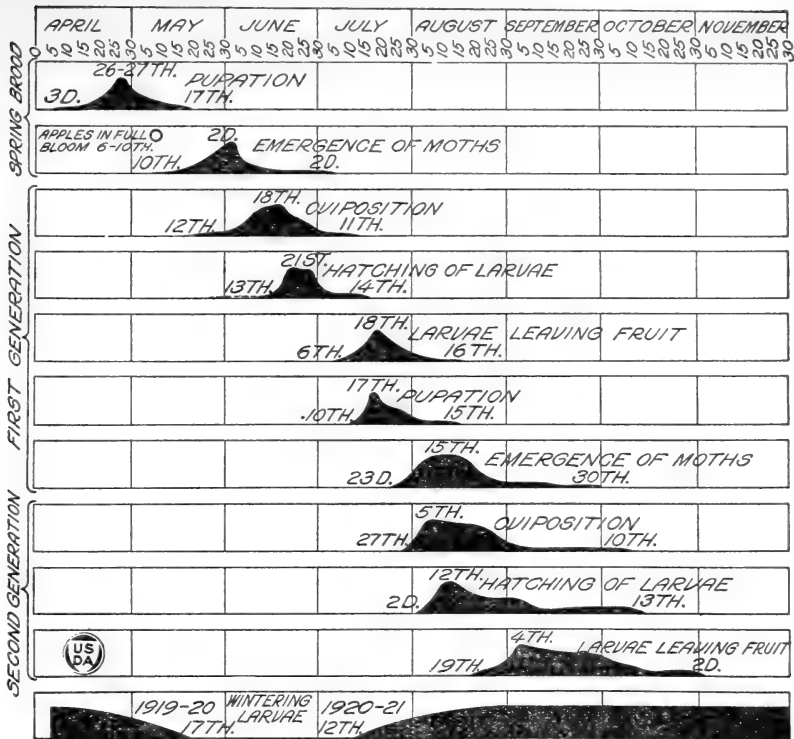 APRIL MAY JUNE JULY AUGUST SEPTEMBER OCTOBER NOVEMBER
0 5 10 15 20 25 30 5 10 15 20 25 30 5 10 15 20 25 30 5 10 15 20 25 30 5 10 15 20 25 30 5 10 15 20 25 30 5 10 15 20 25 30 5 10 15 20 25 30
SPRING BROOD
26-27TH. PUPATION
3D. 17TH.
APPLES IN FULL
BLOOM 6-10TH.
2D. EMERGENCE OF MOTHS
10TH. 2D.
FIRST GENERATION
18TH. OVIPOSITION
12TH. 11TH.
21ST. HATCHING OF LARVAE
13TH. 14TH.
18TH. LARVAE LEAVING FRUIT
6TH. 16TH.
17TH. PUPATION
10TH. 15TH.
15TH. EMERGENCE OF MOTHS
23D. 30TH.
SECOND GENERATION
5TH. OVIPOSITION
27TH. 10TH.
12TH. HATCHING OF LARVAE
2D. 13TH.
US
DA
4TH. LARVAE LEAVING FRUIT
19TH. 2D.
1919-20 WINTERING 1920-21
LARVAE
17TH. 12TH.